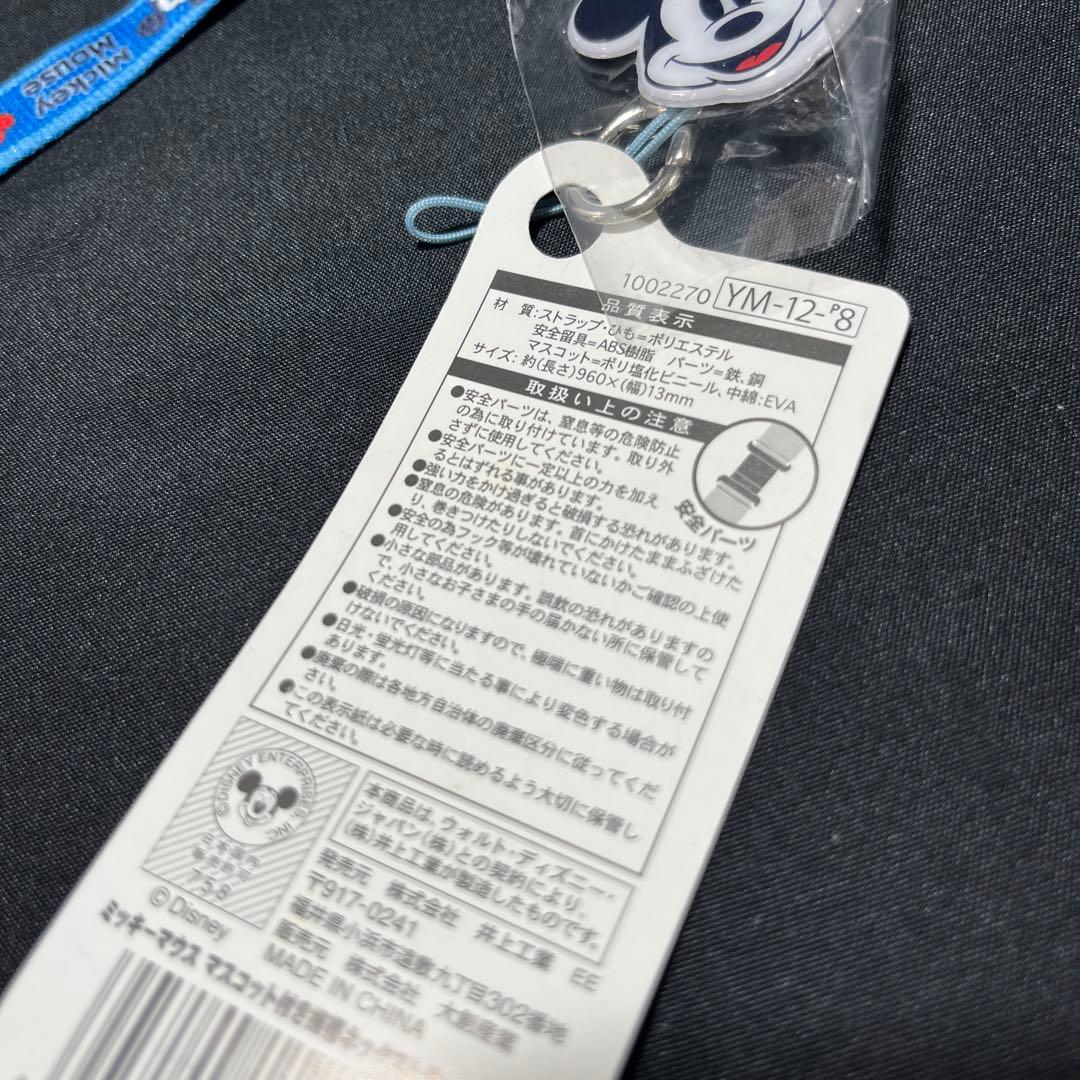 Mickey
Mouse
1002270 YM-12-P8
品質表示
材 質:ストラップ・ひも=ポリエステル
安全留具=ABS樹脂 パーツ=鉄、銅
マスコット=ポリ塩化ビニール、中綿:EVA
サイズ:約(長さ)960×(幅)13mm
取扱い上の注意
●安全パーツは、窒息等の危険防止
の為に取り付けています。取り外
さずに使用してください。
●安全パーツに一定以上の力を加え
るとはずれる事があります。
安全パーツ
●強い力をかけ過ぎると破損する恐れがあります。
●窒息の危険があります。首にかけたままふざけた
り、巻きつけたりしないでください。
●安全の為フック等が壊れていないかご確認の上使
用してください。
●小さな部品があります。誤飲の恐れがありますの
で、小さなお子さまの手の届かない所に保管して
ください。
●破損の原因になりますので、極端に重い物は取り付
けないでください。
●日光・蛍光灯等に当たる事により変色する場合が
あります。
●廃棄の際は各地方自治体の廃棄区分に従ってくだ
さい。
●この表示紙は必要な時に読めるよう大切に保管し
てください。
©DISNEY ENTERPRISES, INC.
日本国内
販売許可
75-8
©Disney
本商品は、ウォルト・ディズニー・
ジャパン(株)との契約により、
(株)井上工業が製造したものです。
発売元 株式会社 井上工業 EE
〒917-0241
福井県小浜市遠敷九丁目302番地
販売元 株式会社
MADE IN CHINA
ミッキーマウス マスコット付き